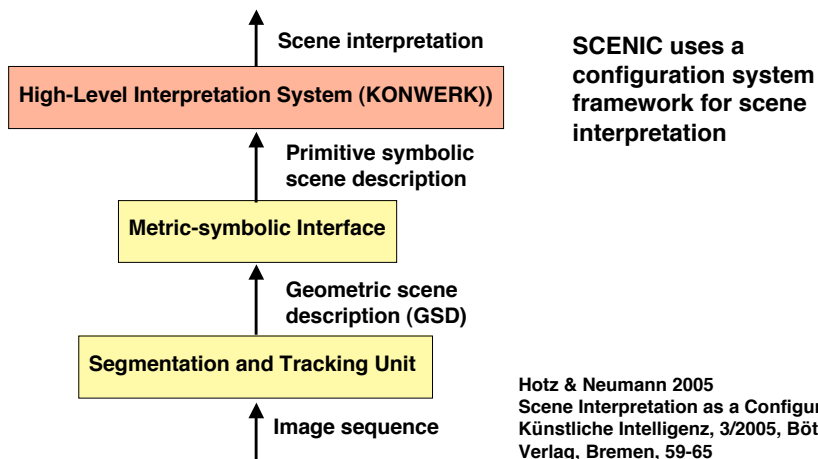 Scene interpretation
SCENIC uses a
configuration system
framework for scene
interpretation
High-Level Interpretation System (KONWERK))
Primitive symbolic
scene description
Metric-symbolic Interface
Geometric scene
description (GSD)
Segmentation and Tracking Unit
Image sequence
Hotz & Neumann 2005
Scene Interpretation as a
Künstliche Intelligenz, 3/2005,
Verlag, Bremen, 59-65